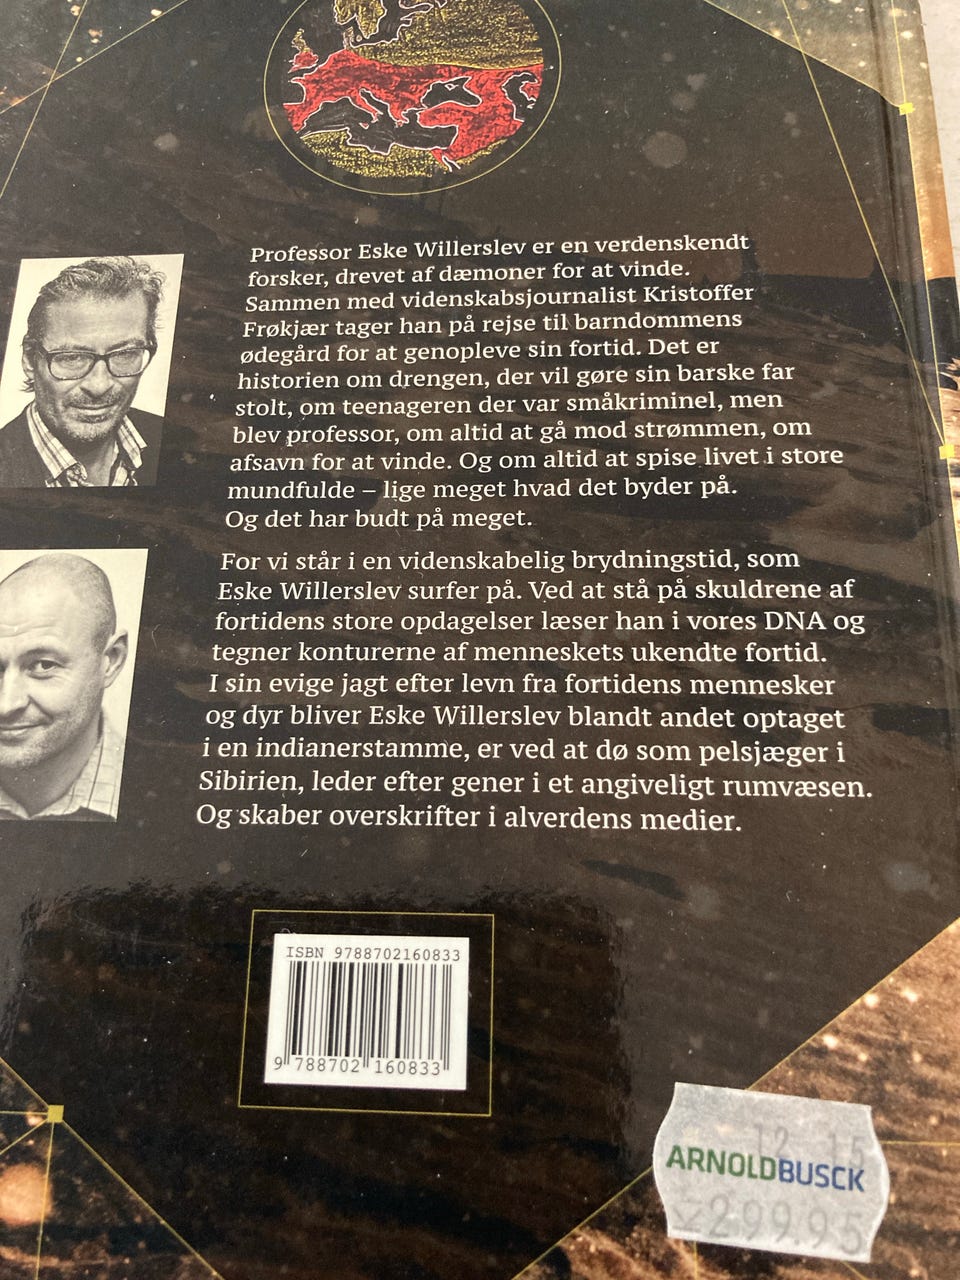 Professor Eske Willerslev er en verdenskendt
forsker, drevet af dæmoner for at vinde.
Sammen med videnskabsjournalist Kristoffer
Frøkjær tager han på rejse til barndommens
ødegård for at genopleve sin fortid. Det er
historien om drengen, der vil gøre sin barske far
stolt, om teenageren der var småkriminel, men
blev professor, om altid at gå mod strømmen, om
afsavn for at vinde. Og om altid at spise livet i store
mundfulde – lige meget hvad det byder på.
Og det har budt på meget.
For vi står i en videnskabelig brydningstid, som
Eske Willerslev surfer på. Ved at stå på skuldrene af
fortidens store opdagelser læser han i vores DNA og
tegner konturerne af menneskets ukendte fortid.
I sin evige jagt efter levn fra fortidens mennesker
og dyr bliver Eske Willerslev blandt andet optaget
i en indianerstamme, er ved at dø som pelsjæger i
Sibirien, leder efter gener i et angiveligt rumvæsen.
Og skaber overskrifter i alverdens medier.
ISBN 9788702160833
9 788702 160833
12 15
ARNOLDBUSCK
299.95